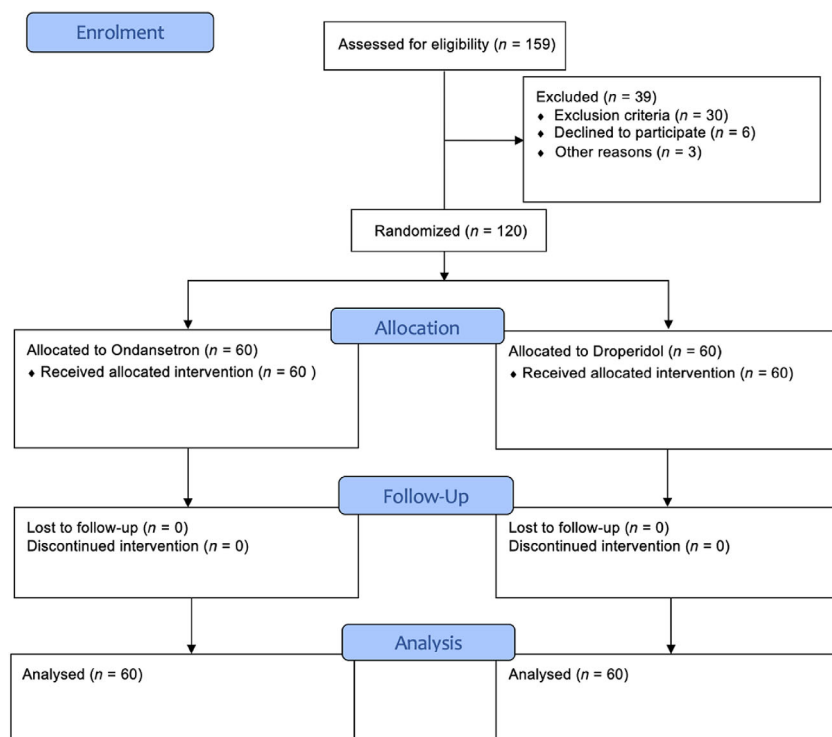 Enrolment
Assessed for eligibility (n = 159)
Excluded (n = 39)
♦ Exclusion criteria (n = 30)
♦ Declined to participate (n = 6)
♦ Other reasons (n = 3)
Randomized (n = 120)
Allocation
Allocated to Ondansetron (n = 60)
♦ Received allocated intervention (n = 60 )
Allocated to Droperidol (n = 60)
♦ Received allocated intervention (n = 60)
Follow-Up
Lost to follow-up (n = 0)
Discontinued intervention (n = 0)
Lost to follow-up (n = 0)
Discontinued intervention (n = 0)
Analysis
Analysed (n = 60)
Analysed (n = 60)